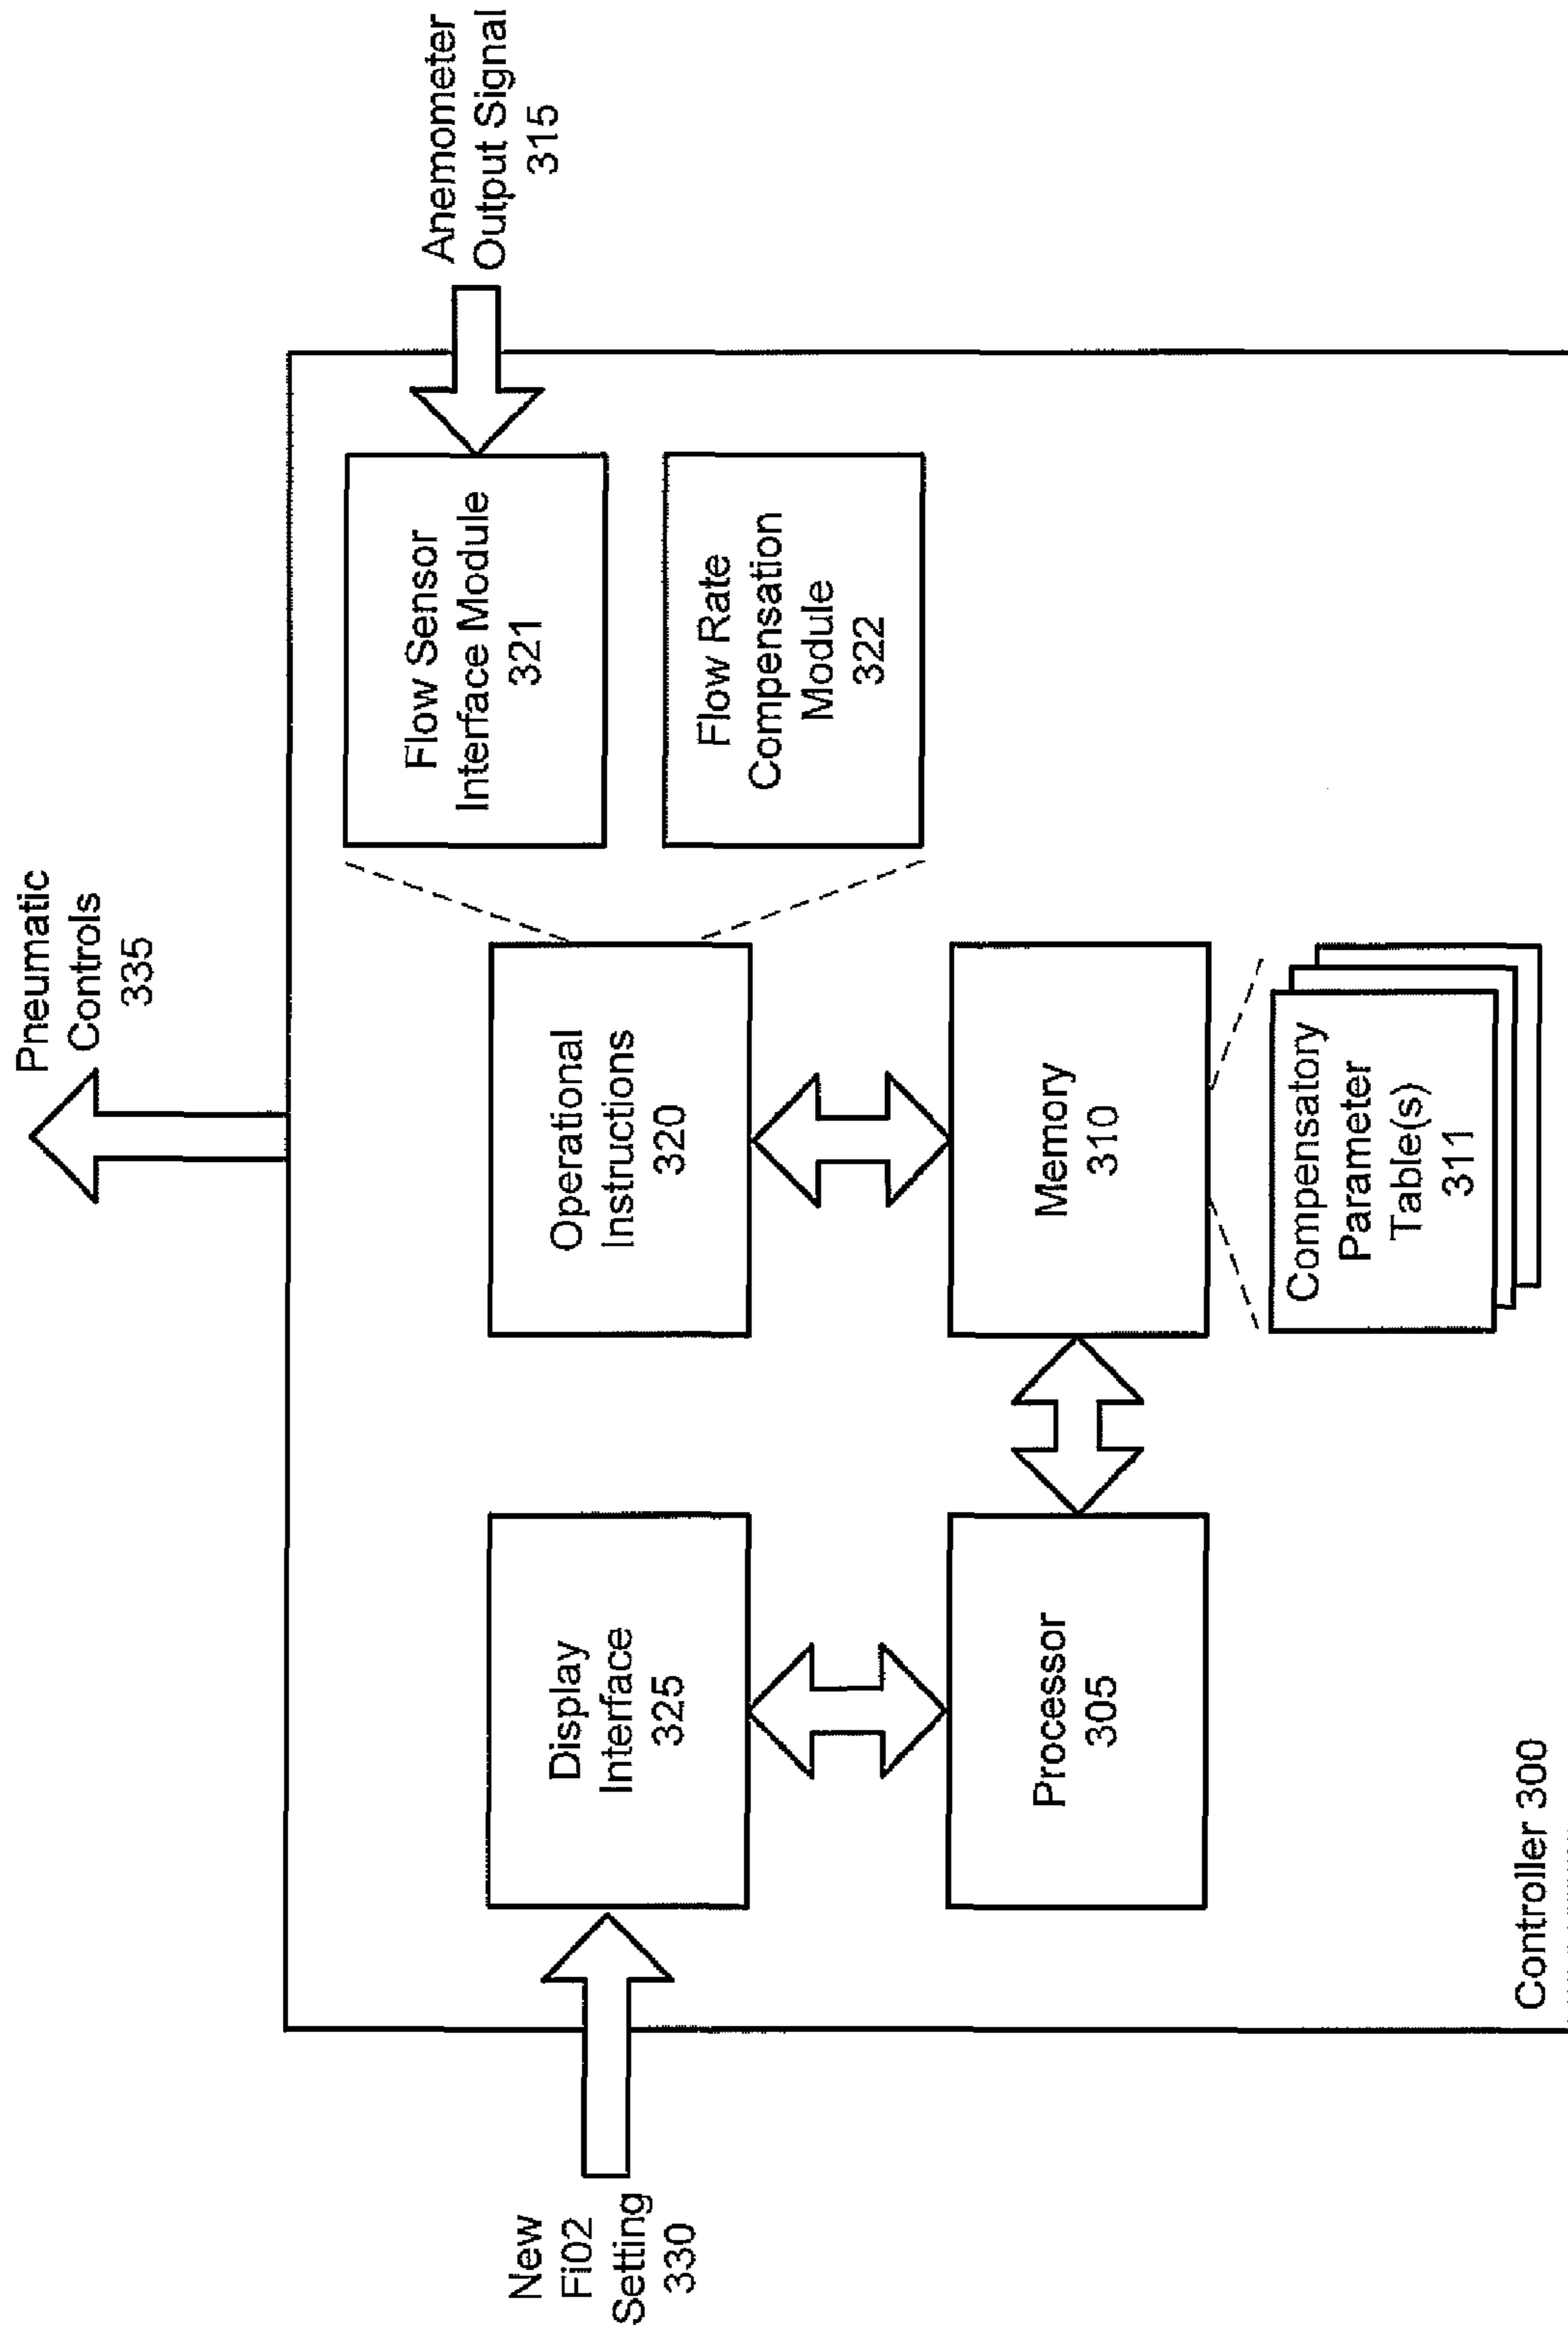 Pneumatic
Controls
335
New
Fi02
Setting
330
Display
Interface
325
Operational
Instructions
320
Flow Sensor
Interface Module
321
Anemometer
Output Signal
315
Flow Rate
Compensation
Module
322
Processor
305
Memory
310
Compensatory
Parameter
Table(s)
311
Controller 300